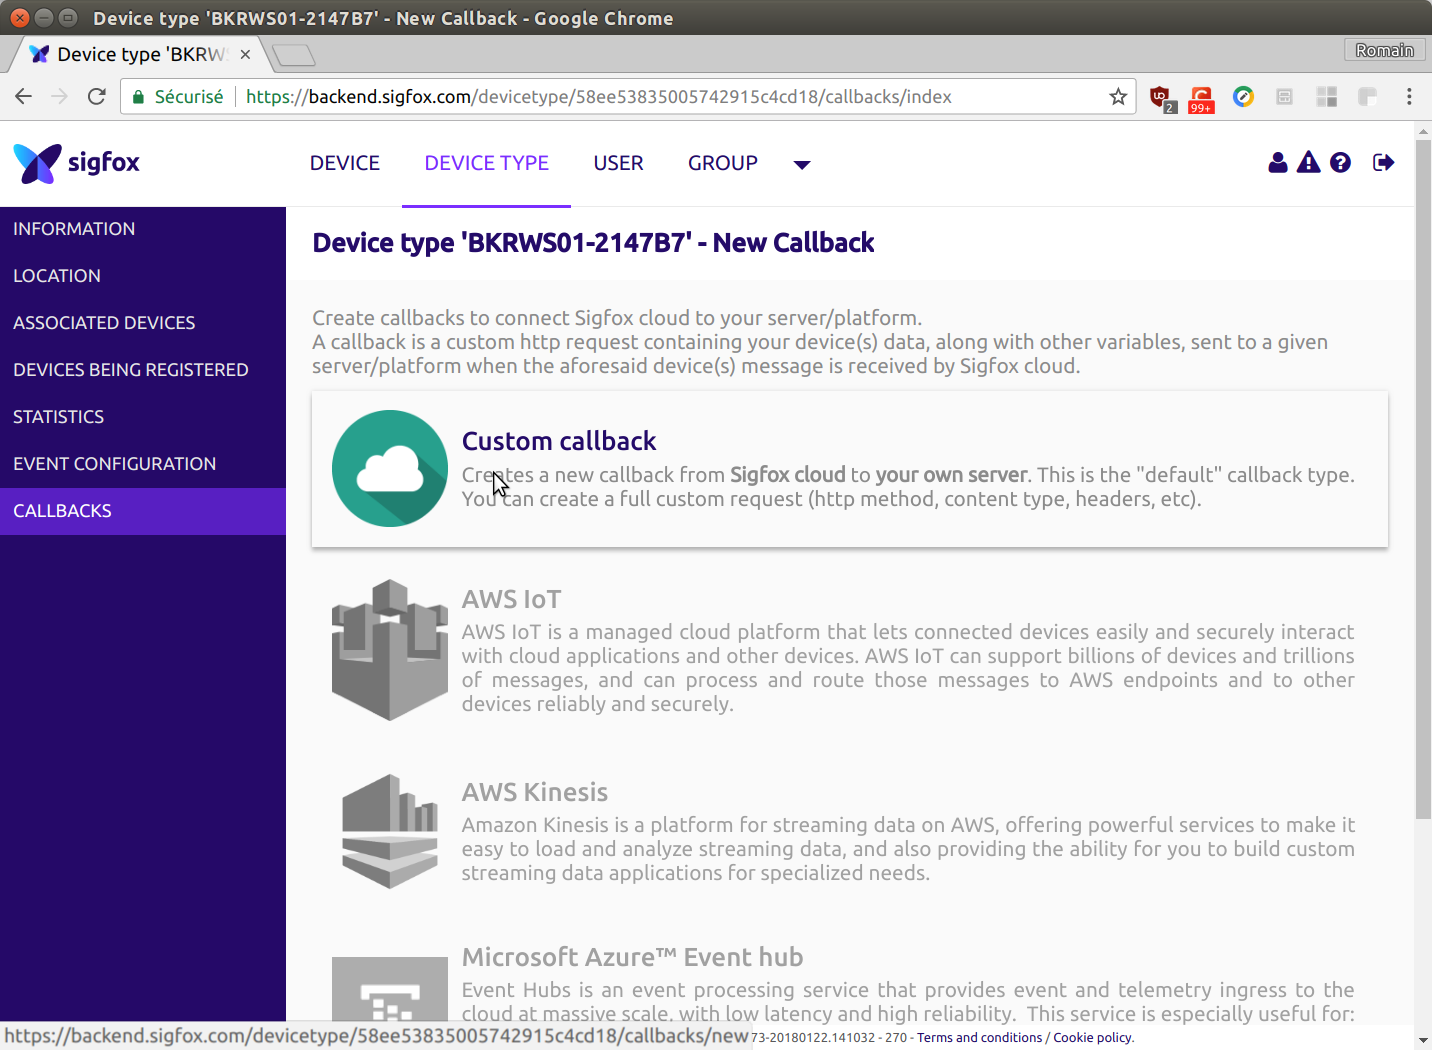 Device type 'BKRWS01-2147B7' - New Callback - Google Chrome
Device type 'BKRWS
Romain
Sécurisé
https://backend.sigfox.com/devicetype/58ee53835005742915c4cd18/callbacks/index
2
99+
sigfox
DEVICE
DEVICE TYPE
USER
GROUP
INFORMATION
LOCATION
ASSOCIATED DEVICES
DEVICES BEING REGISTERED
STATISTICS
EVENT CONFIGURATION
CALLBACKS
Device type 'BKRWS01-2147B7' - New Callback
Create callbacks to connect Sigfox cloud to your server/platform.
A callback is a custom http request containing your device(s) data, along with other variables, sent to a given
server/platform when the aforesaid device(s) message is received by Sigfox cloud.
Custom callback
Creates a new callback from Sigfox cloud to your own server. This is the "default" callback type.
You can create a full custom request (http method, content type, headers, etc).
AWS IoT
AWS IoT is a managed cloud platform that lets connected devices easily and securely interact
with cloud applications and other devices. AWS IoT can support billions of devices and trillions
of messages, and can process and route those messages to AWS endpoints and to other
devices reliably and securely.
AWS Kinesis
Amazon Kinesis is a platform for streaming data on AWS, offering powerful services to make it
easy to load and analyze streaming data, and also providing the ability for you to build custom
streaming data applications for specialized needs.
Microsoft Azure™ Event hub
Event Hubs is an event processing service that provides event and telemetry ingress to the
cloud at massive scale, with low latency and high reliability. This service is especially useful for:
https://backend.sigfox.com/devicetype/58ee53835005742915c4cd18/callbacks/new
73-20180122.141032 - 270 - Terms and conditions / Cookie policy.